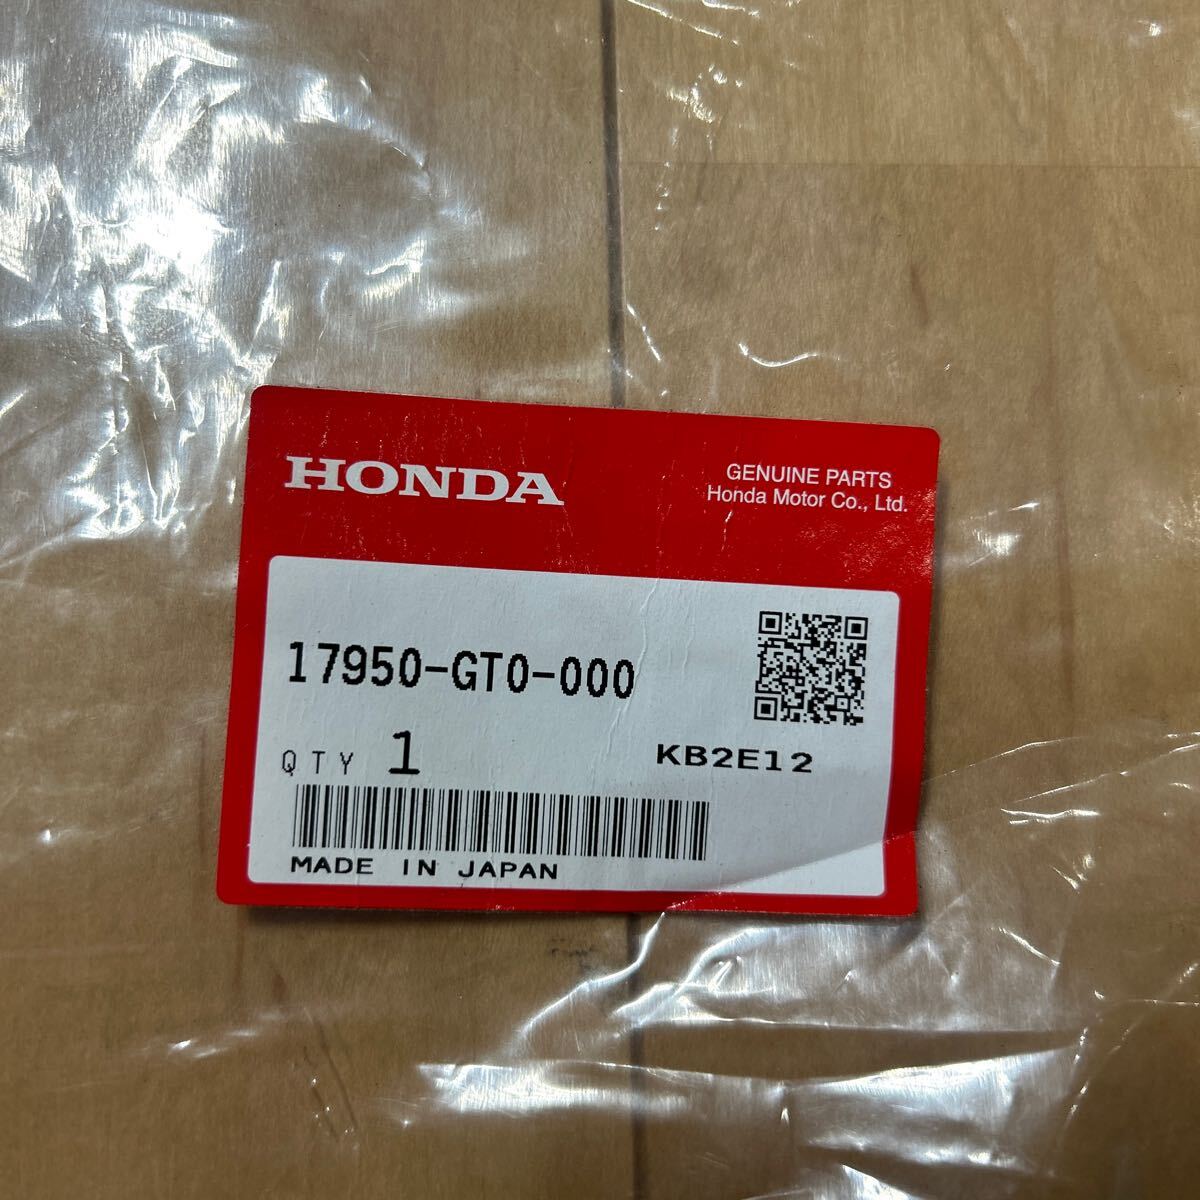 HONDA
GENUINE PARTS
Honda Motor Co., Ltd.
17950-GT0-000
QTY 1
KB2E12
MADE IN JAPAN